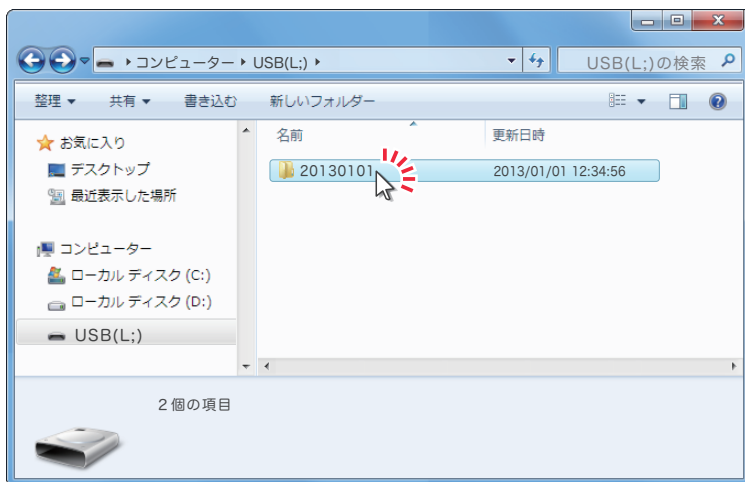 コンピューター USB(L;)
USB(L;)の検索
整理 共有 書き込む 新しいフォルダー
お気に入り
デスクトップ
最近表示した場所
コンピューター
ローカル ディスク (C:)
ローカル ディスク (D:)
USB(L;)
名前 更新日時
20130101 2013/01/01 12:34:56
2個の項目